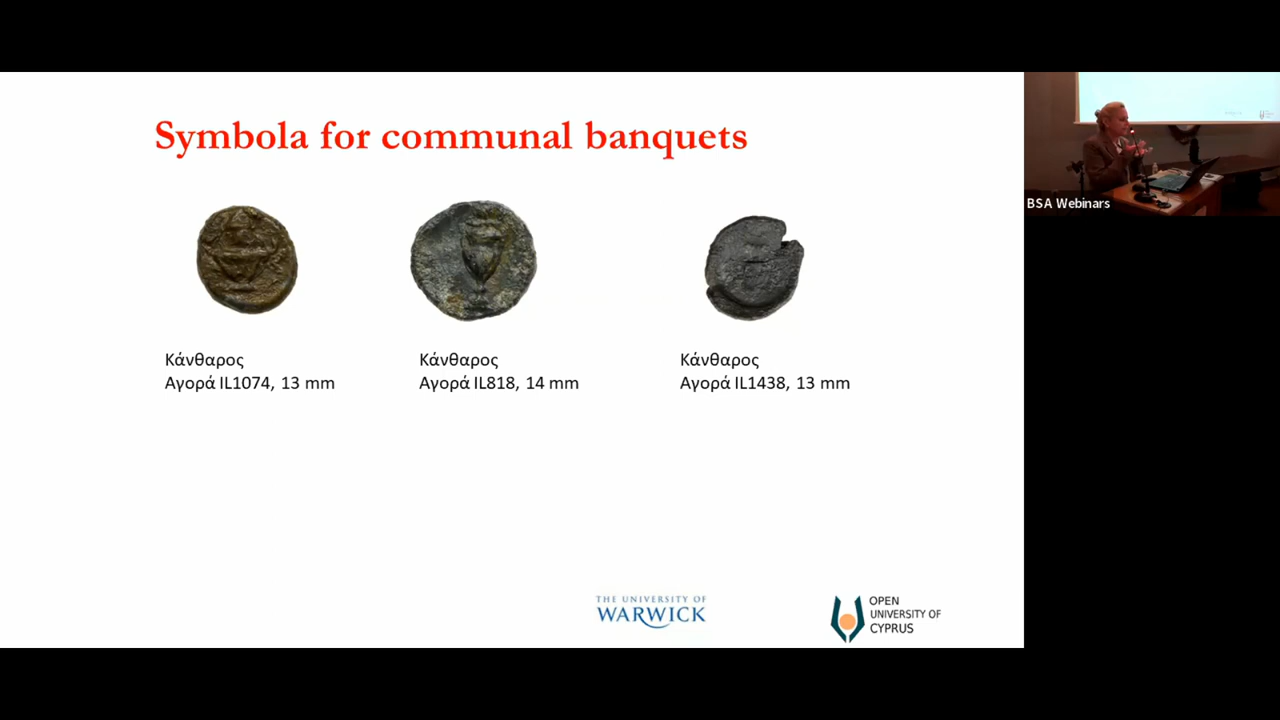 Symbola for communal banquets
Κάνθαρος
Αγορά IL1074, 13 mm
Κάνθαρος
Αγορά IL818, 14 mm
Κάνθαρος
Αγορά IL1438, 13 mm
THE UNIVERSITY OF
WARWICK
OPEN
UNIVERSITY OF
CYPRUS
BSA Webinars